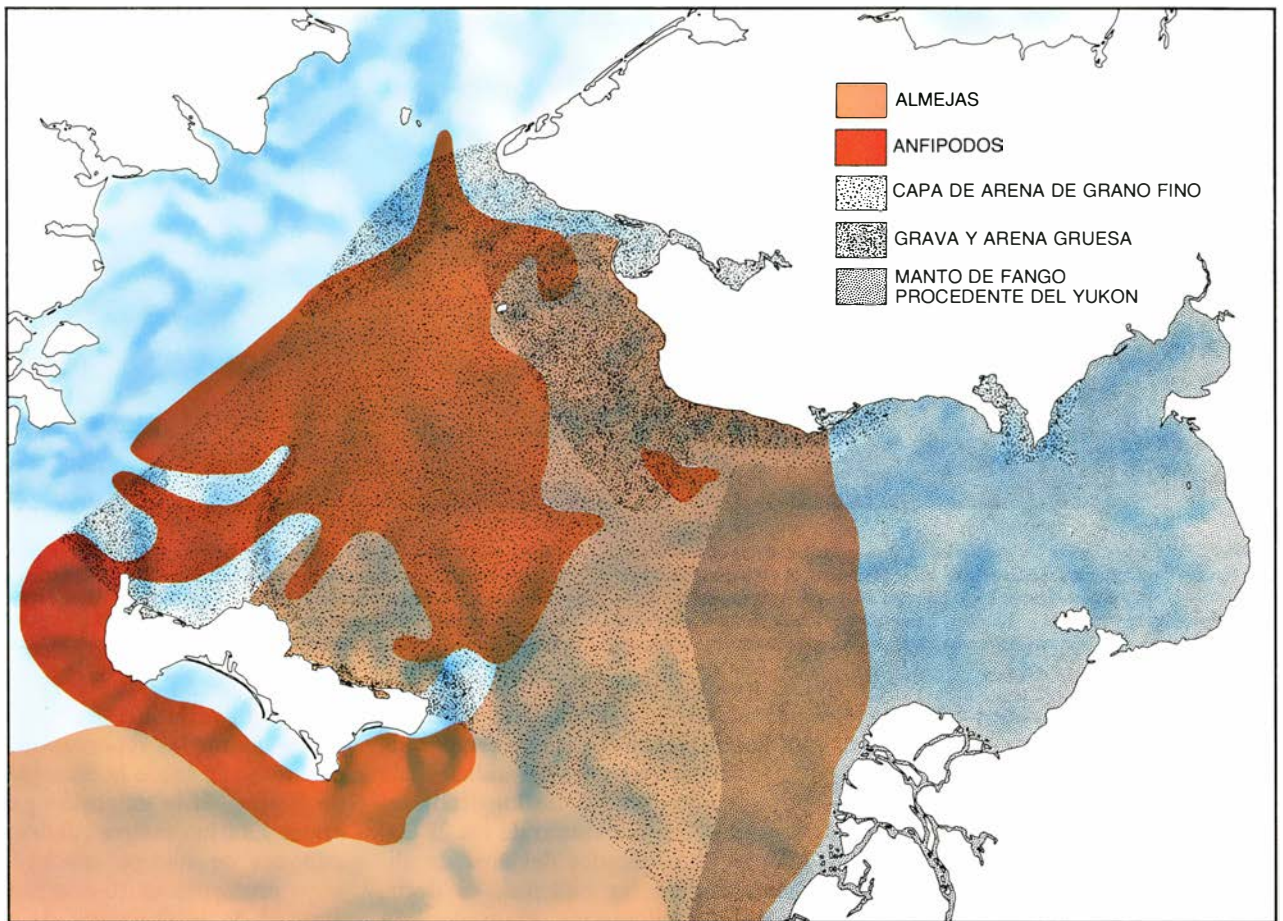 ALMEJAS
ANFIPODOS
CAPA DE ARENA DE GRANO FINO
GRAVA Y ARENA GRUESA
MANTO DE FANGO
PROCEDENTE DEL YUKON